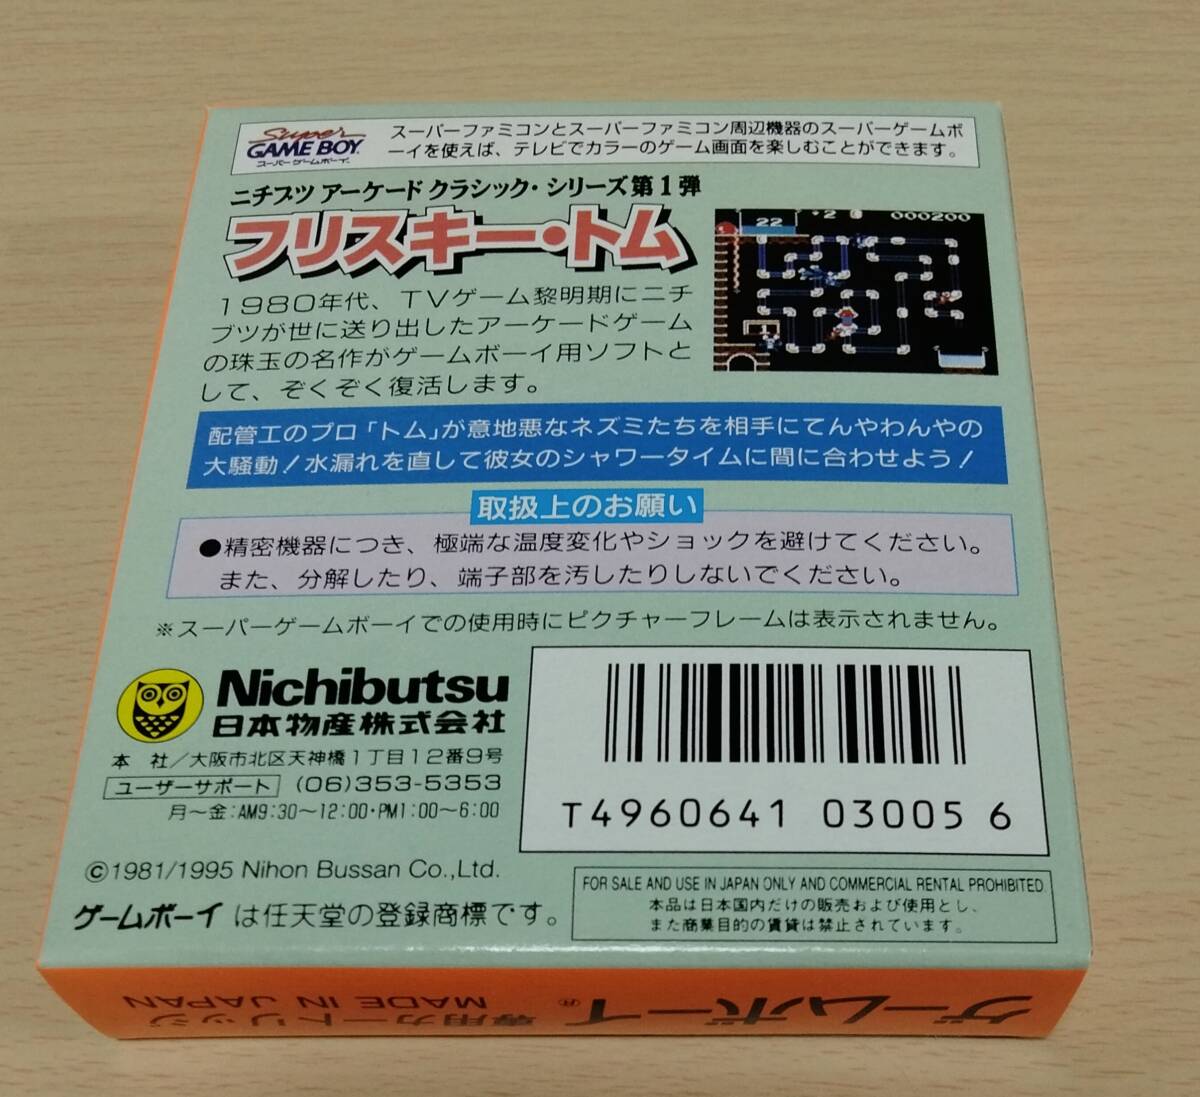 Super
GAME BOY.
スーパーゲームボーイ.
スーパーファミコンとスーパーファミコン周辺機器のスーパーゲームボ
ーイを使えば、テレビでカラーのゲーム画面を楽しむことができます。
ニチブツ アーケード クラシック・シリーズ第1弾
フリスキー・トム
22 2 000200
1
1980年代、TVゲーム黎明期にニチ
ブツが世に送り出したアーケードゲーム
の珠玉の名作がゲームボーイ用ソフトと
して、ぞくぞく復活します。
配管工のプロ「トム」が意地悪なネズミたちを相手にてんやわんやの
大騒動!水漏れを直して彼女のシャワータイムに間に合わせよう!
取扱上のお願い
●精密機器につき、極端な温度変化やショックを避けてください。
また、分解したり、端子部を汚したりしないでください。
※スーパーゲームボーイでの使用時にピクチャーフレームは表示されません。
Nichibutsu
日本物産株式会社
本 社/大阪市北区天神橋1丁目12番9号
ユーザーサポート (06)353-5353
月〜金:AM9:30〜12:00・PM1:00〜6:00
T4960641 03005 6
©1981/1995 Nihon Bussan Co.,Ltd.
ゲームボーイ は任天堂の登録商標です。
FOR SALE AND USE IN JAPAN ONLY AND COMMERCIAL RENTAL PROHIBITED.
本品は日本国内だけの販売および使用とし、
また商業目的の賃貸は禁止されています。
ゲームボーイ®
専用カートリッジ
MADE IN JAPAN